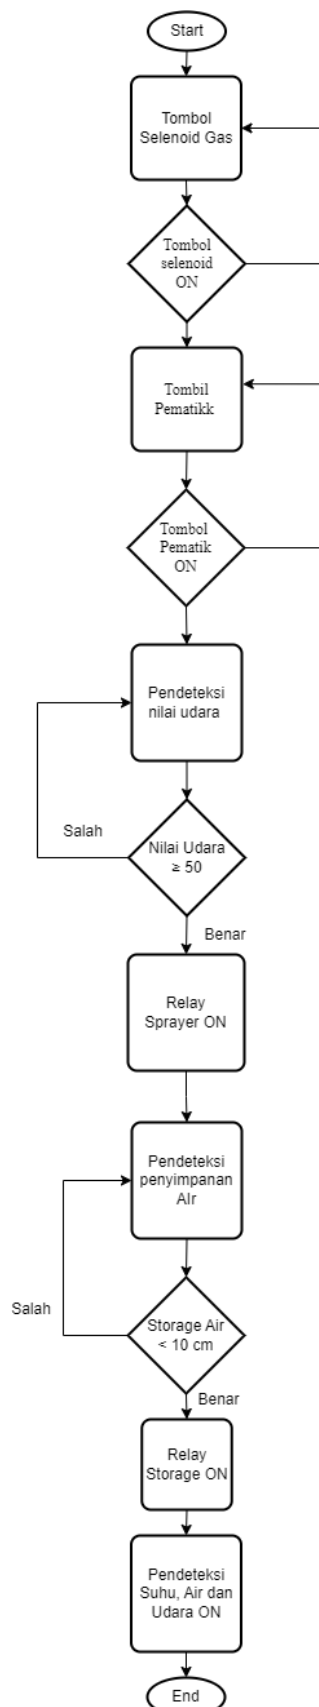 Start
Tombol
Selenoid Gas
Tombol
selenoid
ON
Tombil
Pematikk
Tombol
Pematik
ON
Pendeteksi
nilai udara
Salah
Nilai Udara
≥ 50
Benar
Relay
Sprayer ON
Pendeteksi
penyimpanan
AIr
Salah
Storage Air
< 10 cm
Benar
Relay
Storage ON
Pendeteksi
Suhu, Air dan
Udara ON
End